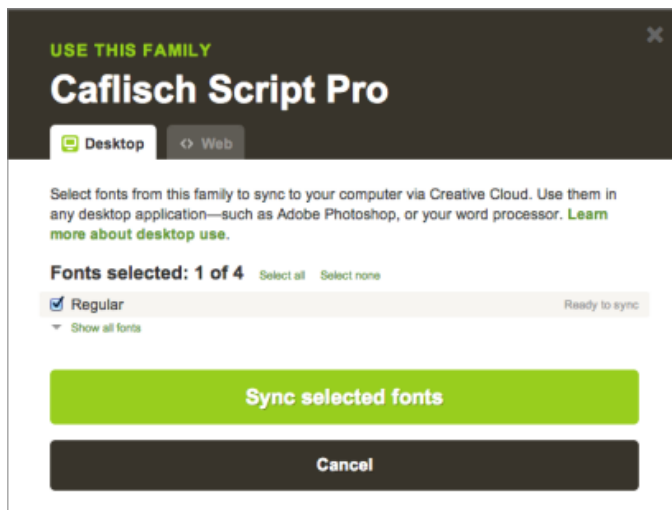 USE THIS FAMILY
Caflisch Script Pro
Desktop <> Web
Select fonts from this family to sync to your computer via Creative Cloud. Use them in
any desktop application—such as Adobe Photoshop, or your word processor. Learn
more about desktop use.
Fonts selected: 1 of 4 Select all Select none
Regular Ready to sync
Show all fonts
Sync selected fonts
Cancel